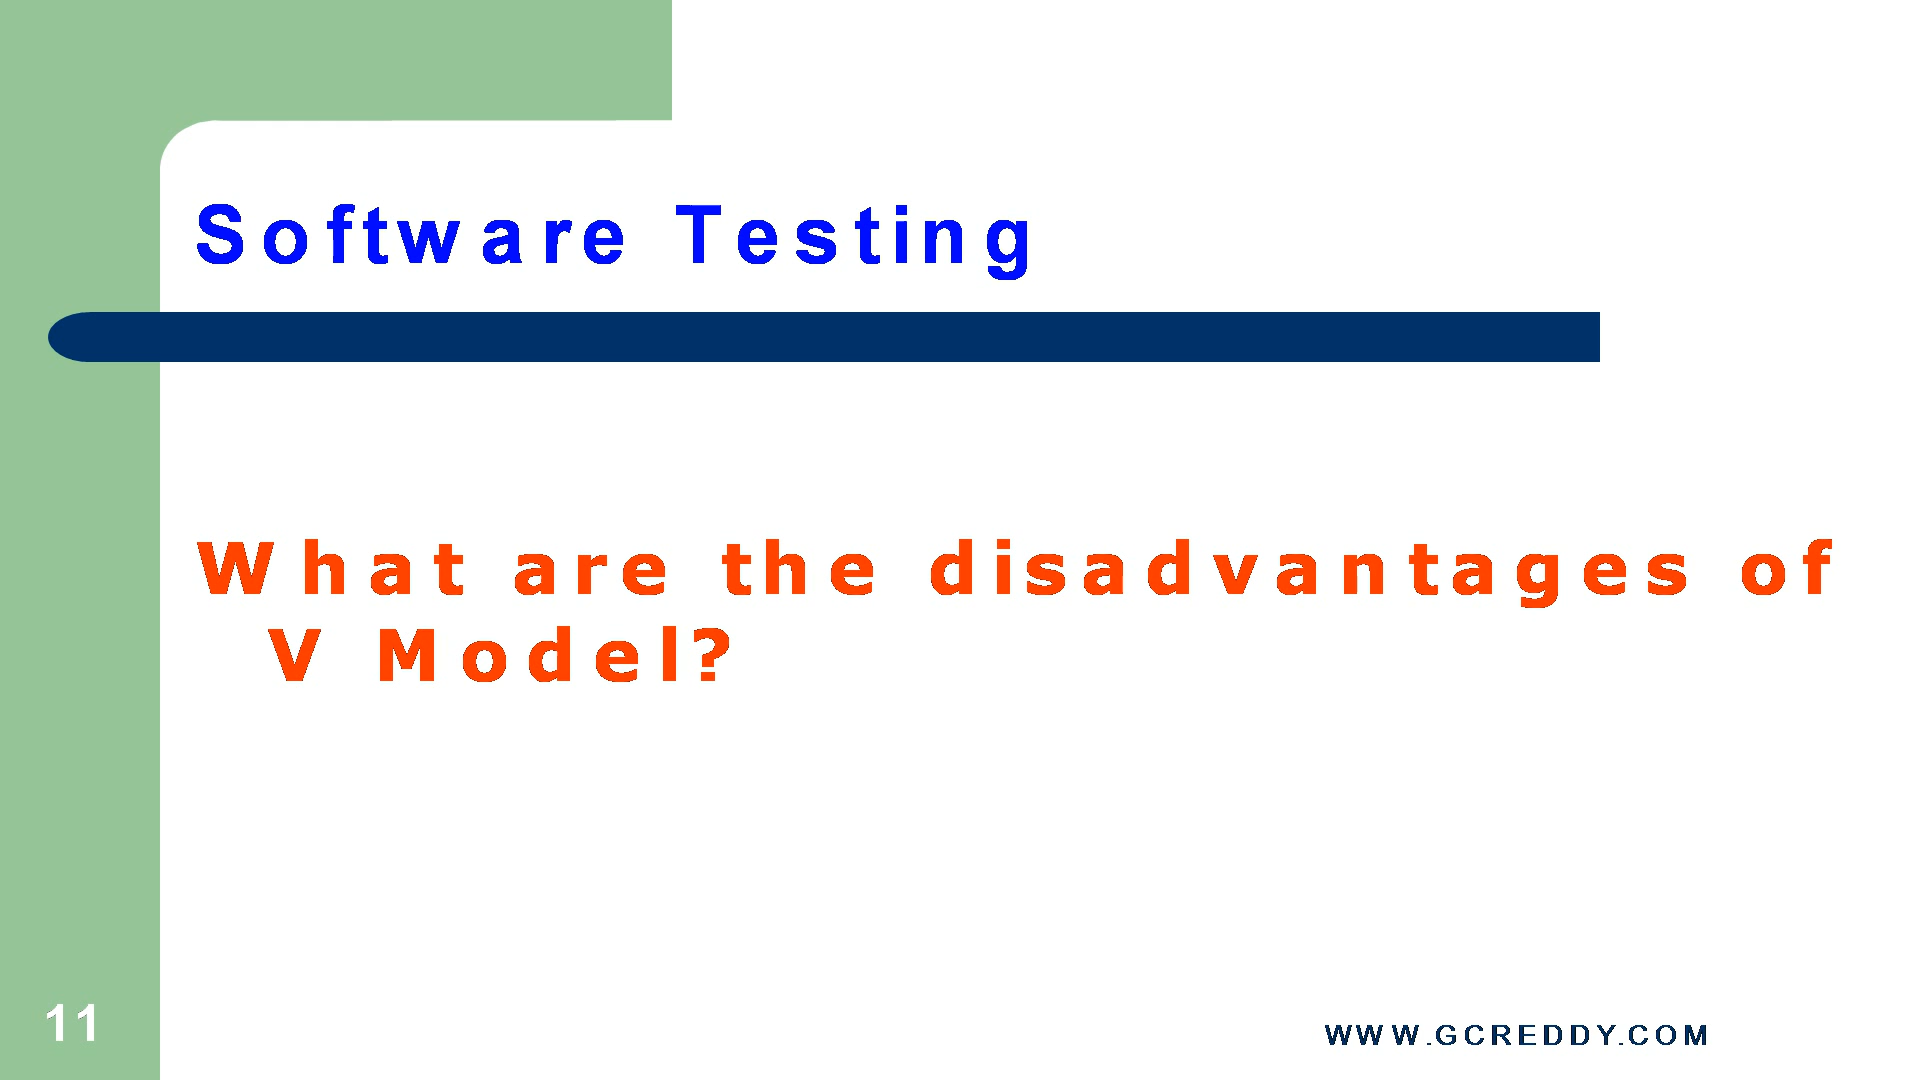 Software Testing
What are the disadvantages of
V Model?
11
WWW.GCREDDY.COM